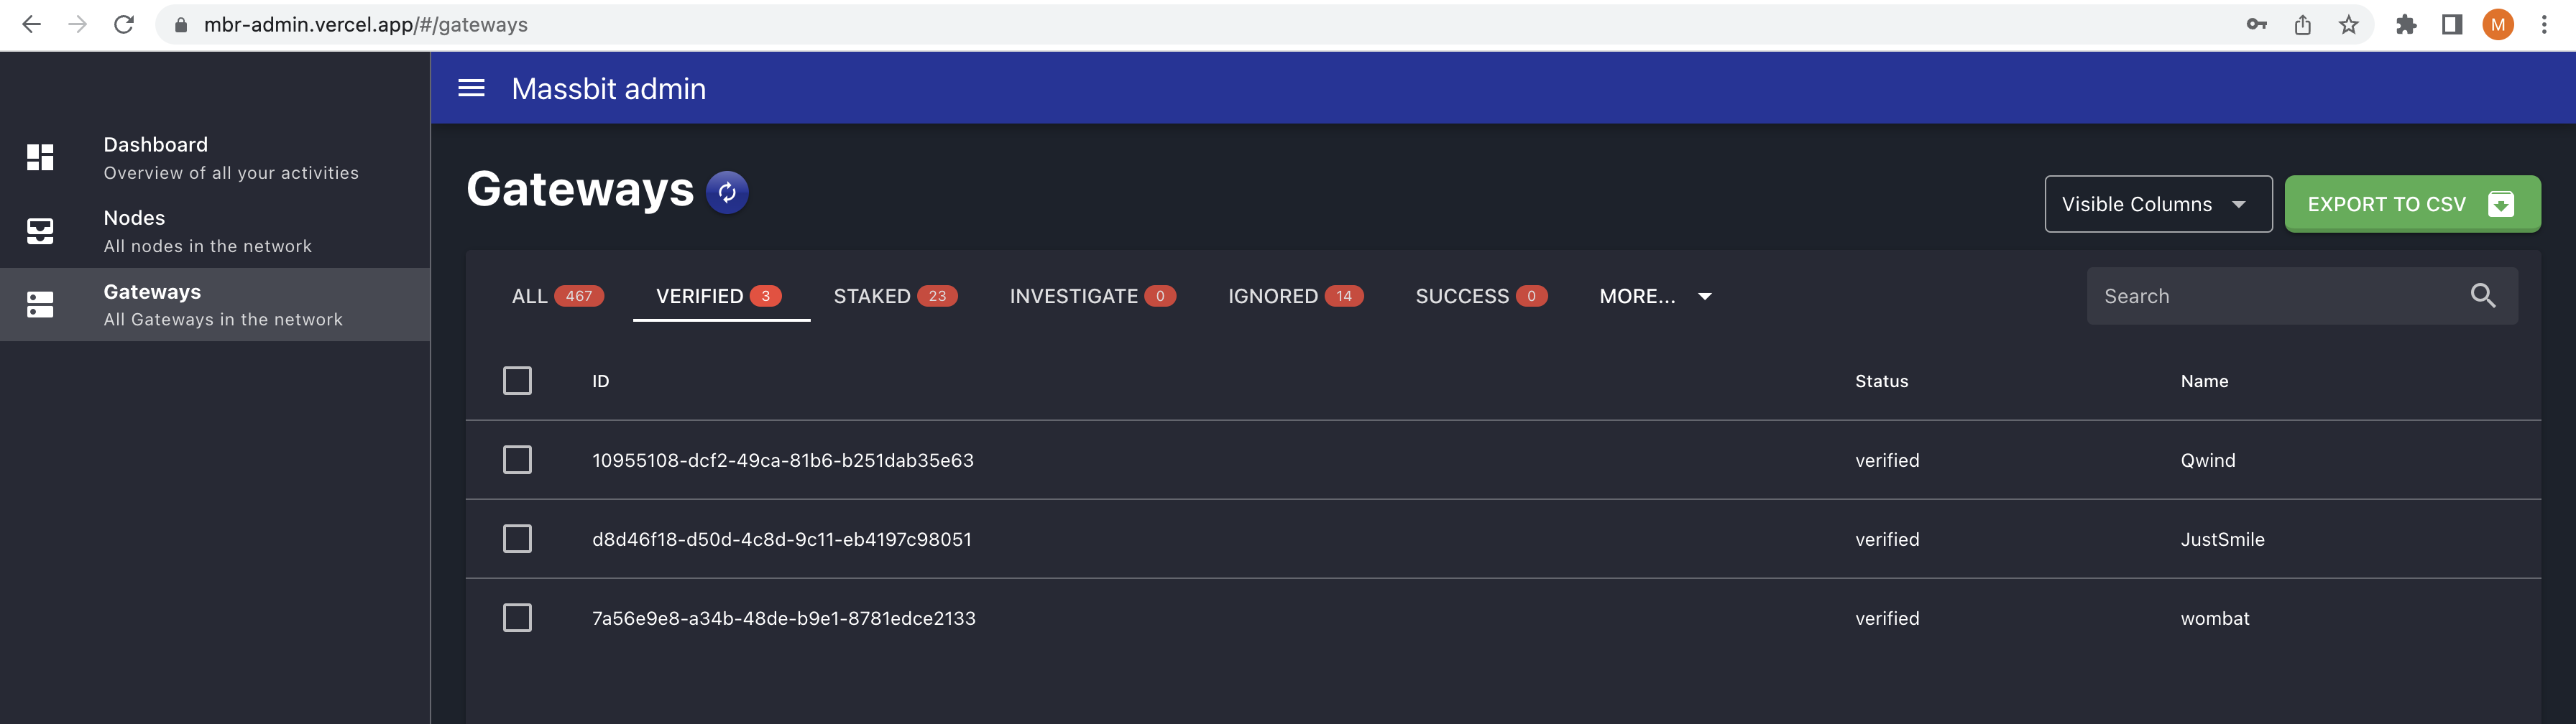 mbr-admin.vercel.app/#/gateways
M
Massbit admin
Dashboard
Overview of all your activities
Nodes
All nodes in the network
Gateways
All Gateways in the network
Gateways
Visible Columns
EXPORT TO CSV
ALL 467 VERIFIED 3 STAKED 23 INVESTIGATE 0 IGNORED 14 SUCCESS 0 MORE... Search
ID Status Name
10955108-dcf2-49ca-81b6-b251dab35e63 verified Qwind
d8d46f18-d50d-4c8d-9c11-eb4197c98051 verified JustSmile
7a56e9e8-a34b-48de-b9e1-8781edce2133 verified wombat